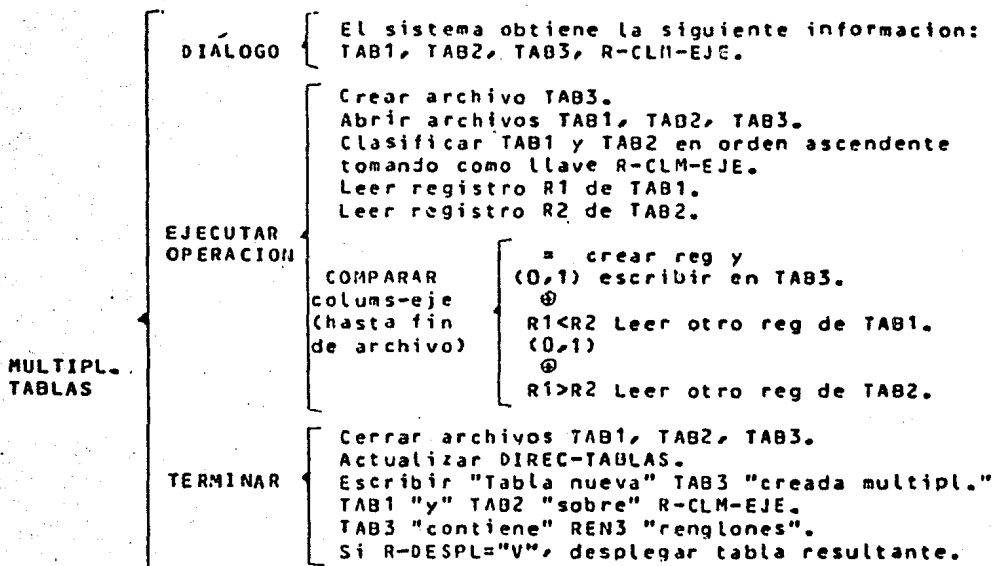 DIÁLOGO
El sistema obtiene la siguiente informacion:
TAB1, TAB2, TAB3, R-CLM-EJE.
Crear archivo TAB3.
Abrir archivos TAB1, TAB2, TAB3.
Clasificar TAB1 y TAB2 en orden ascendente
tomando como llave R-CLM-EJE.
Leer registro R1 de TAB1.
Leer registro R2 de TAB2.
EJECUTAR
OPERACION
COMPARAR
colums-eje
(hasta fin
de archivo)
= crear reg y
(0,1) escribir en TAB3.
⊕
R1<R2 Leer otro reg de TAB1.
(0,1)
⊕
R1>R2 Leer otro reg de TAB2.
MULTIPL.
TABLAS
TERMINAR
Cerrar archivos TAB1, TAB2, TAB3.
Actualizar DIREC-TABLAS.
Escribir "Tabla nueva" TAB3 "creada multipl."
TAB1 "y" TAB2 "sobre" R-CLM-EJE.
TAB3 "contiene" REN3 "renglones".
Si R-DESPL="V", desplegar tabla resultante.